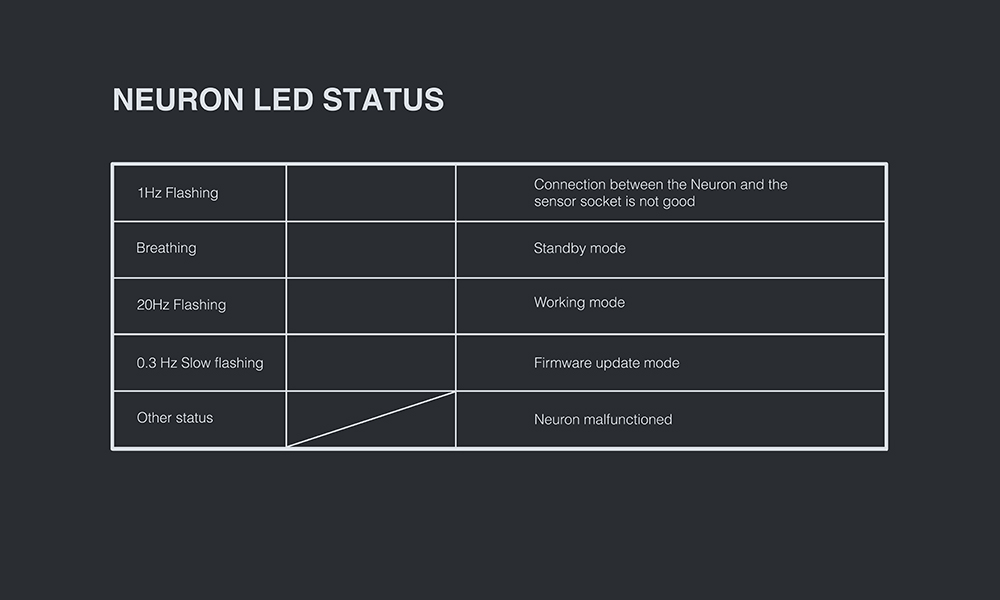 NEURON LED STATUS
1Hz Flashing
Connection between the Neuron and the
sensor socket is not good
Breathing
Standby mode
20Hz Flashing
Working mode
0.3 Hz Slow flashing
Firmware update mode
Other status
Neuron malfunctioned